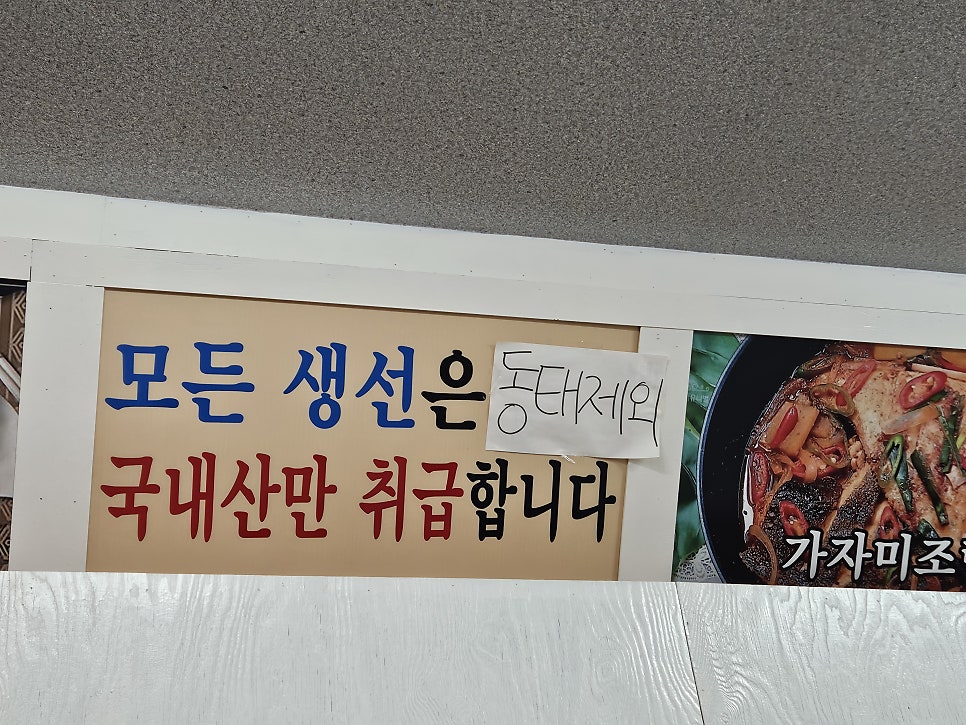 모든 생선은 동태제외
국내산만 취급합니다
가자미조